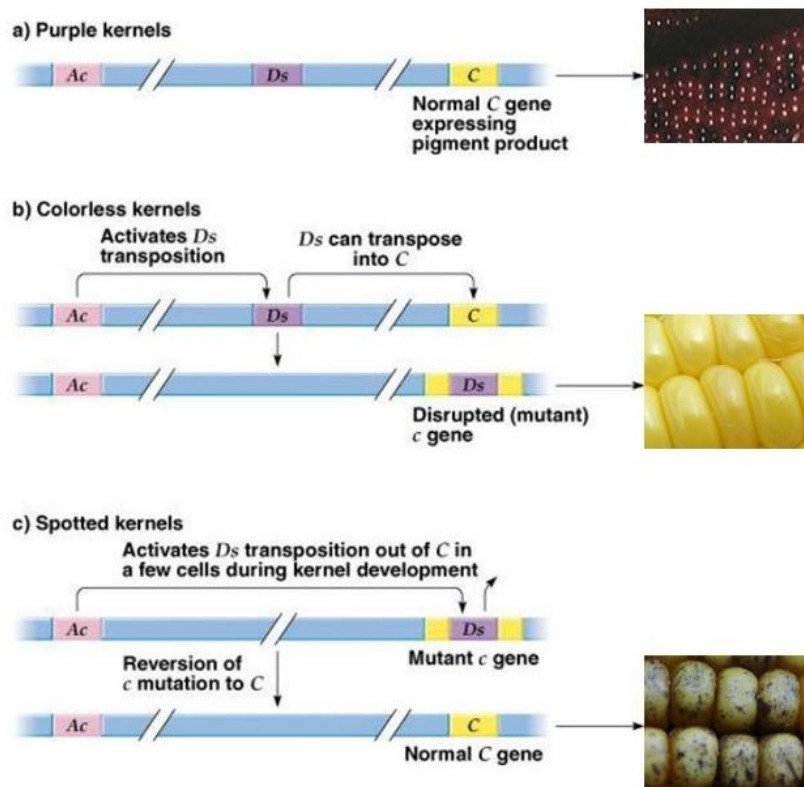 a) Purple kernels
Ac Ds C
Normal C gene
expressing
pigment product
b) Colorless kernels
Activates Ds
transposition
Ds can transpose
into C
Ac Ds C
Ac Ds
Disrupted (mutant)
c gene
c) Spotted kernels
Activates Ds transposition out of C in
a few cells during kernel development
Ac Ds
Reversion of
c mutation to C
Mutant c gene
Ac C
Normal C gene